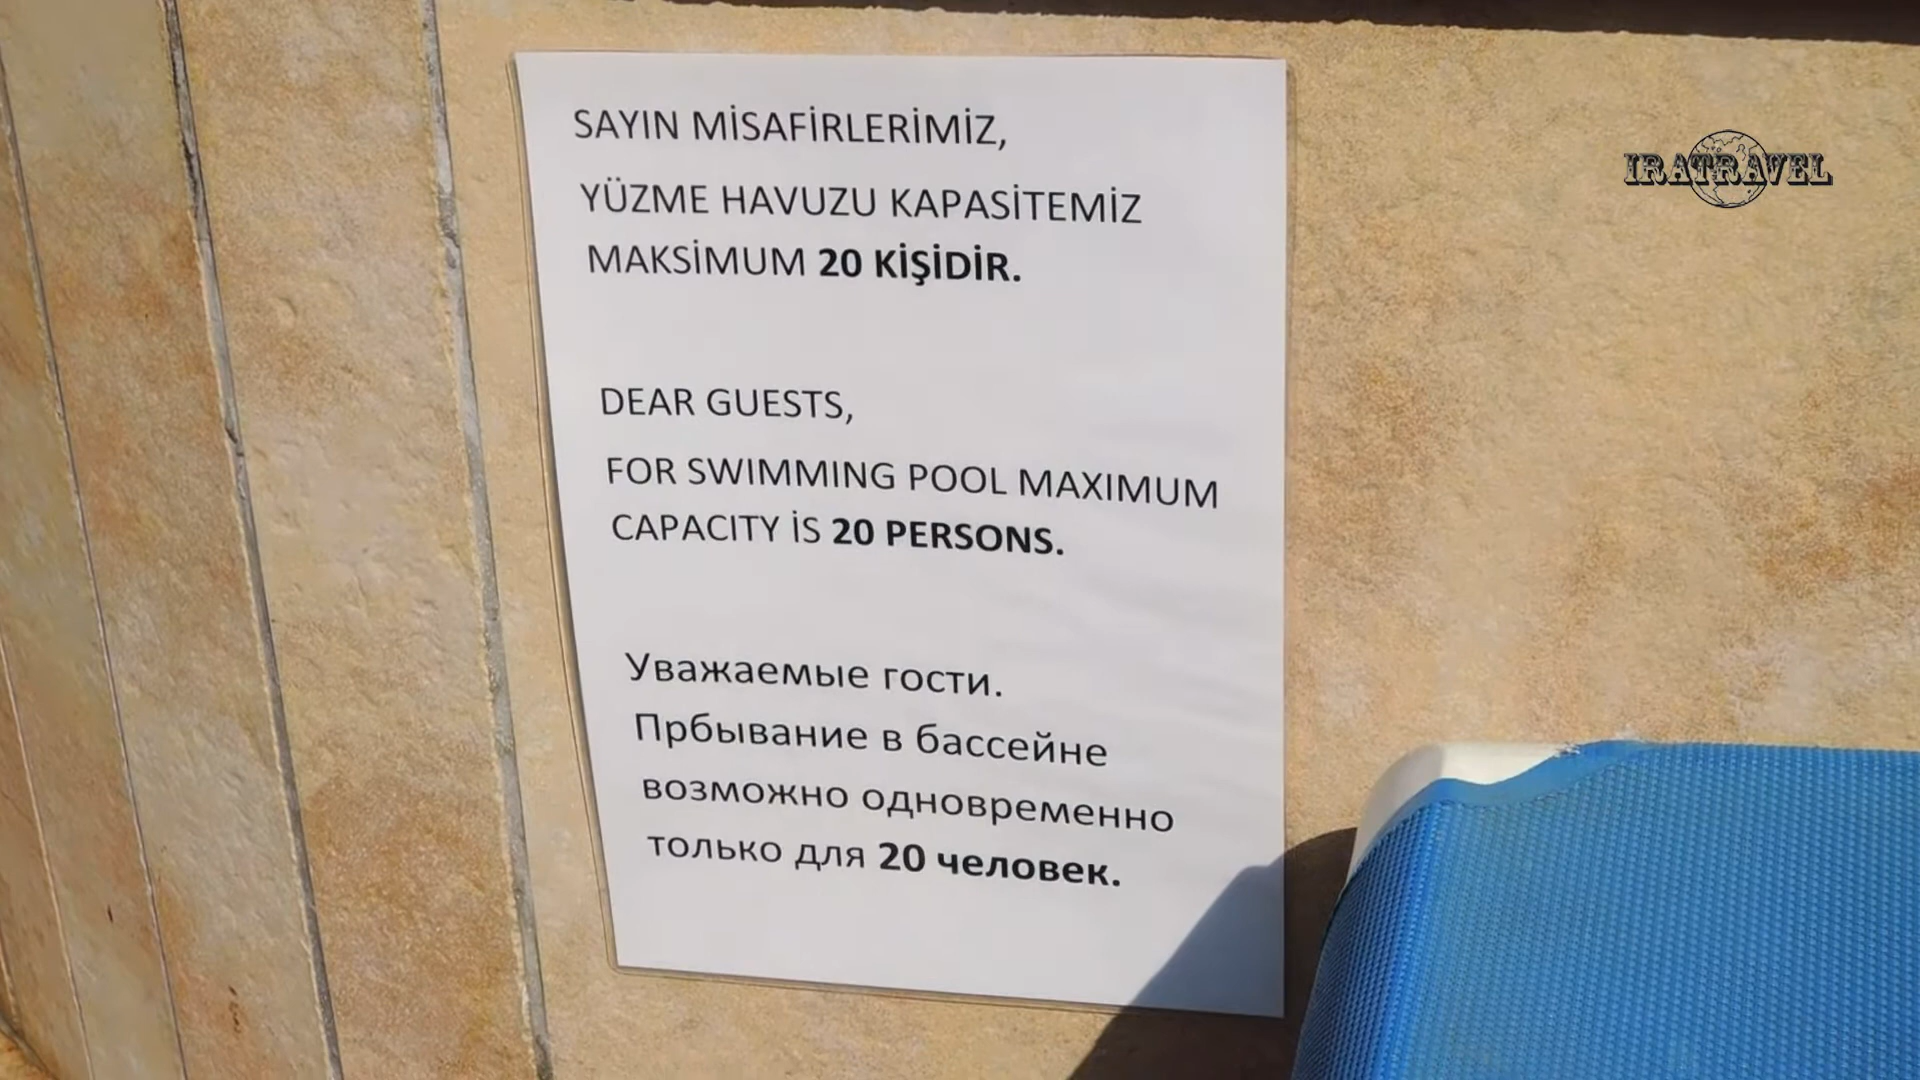 SAYIN MİSAFİRLERİMİZ,
YÜZME HAVUZU KAPASİTEMİZ
MAKSİMUM 20 KİŞİDİR.
DEAR GUESTS,
FOR SWIMMING POOL MAXIMUM
CAPACITY İS 20 PERSONS.
Уважаемые гости.
Прбывание в бассейне
возможно одновременно
только для 20 человек.
IRATRAVEL